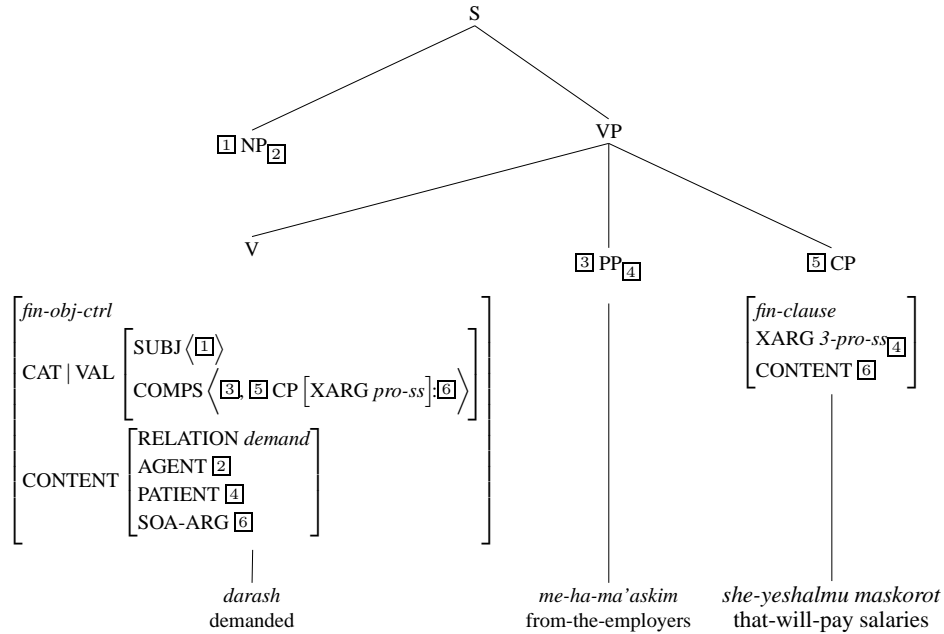 S
1 NP 2
VP
V
3 PP 4
5 CP
fin-obj-ctrl
CAT | VAL
SUBJ ⟨ 1 ⟩
COMPS ⟨ 3 , 5 CP [XARG pro-ss]: 6 ⟩
CONTENT
RELATION demand
AGENT 2
PATIENT 4
SOA-ARG 6
fin-clause
XARG 3-pro-ss 4
CONTENT 6
darash
demanded
me-ha-ma'askim
from-the-employers
she-yeshalmu maskorot
that-will-pay salaries